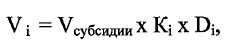 V i = Vсубсидии х Кi х Di,